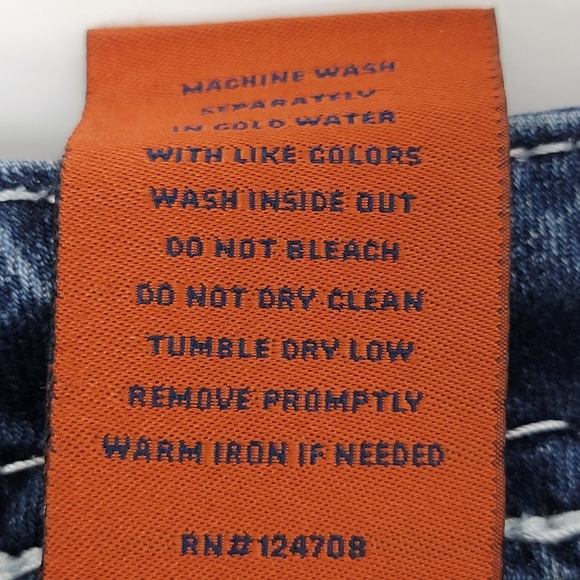 MACHINE WASH
SEPARATELY
IN COLD WATER
WITH LIKE COLORS
WASH INSIDE OUT
DO NOT BLEACH
DO NOT DRY CLEAN
TUMBLE DRY LOW
REMOVE PROMPTLY
WARM IRON IF NEEDED
RN#124708